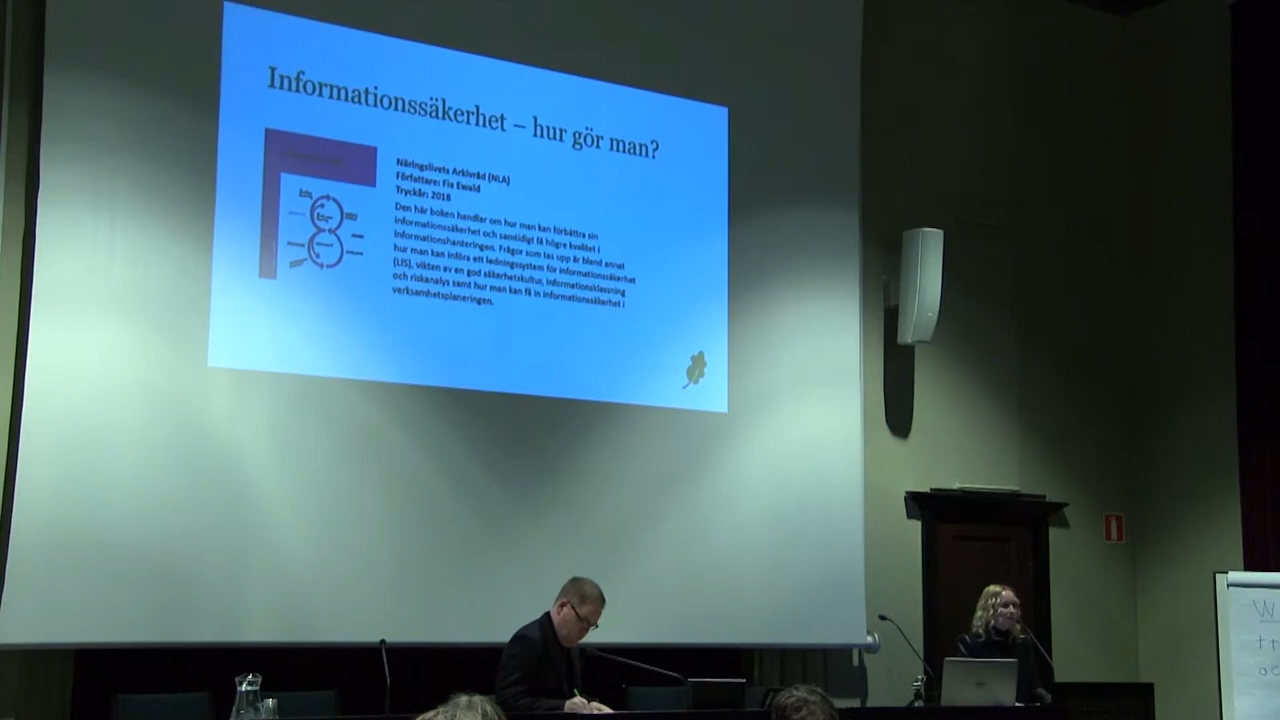 Informationssäkerhet – hur gör man?
Näringslivets Arkivråd (NLA)
Författare: Fia Ewald
Tryckår: 2018
Den här boken handlar om hur man kan förbättra sin
informationssäkerhet och samtidigt få högre kvalitet i
informationshanteringen. Frågor som tas upp är bland annat
hur man kan införa ett ledningssystem för informationssäkerhet
(LIS), vikten av en god säkerhetskultur, informationsklassning
och riskanalys samt hur man kan få in informationssäkerhet i
verksamhetsplaneringen.